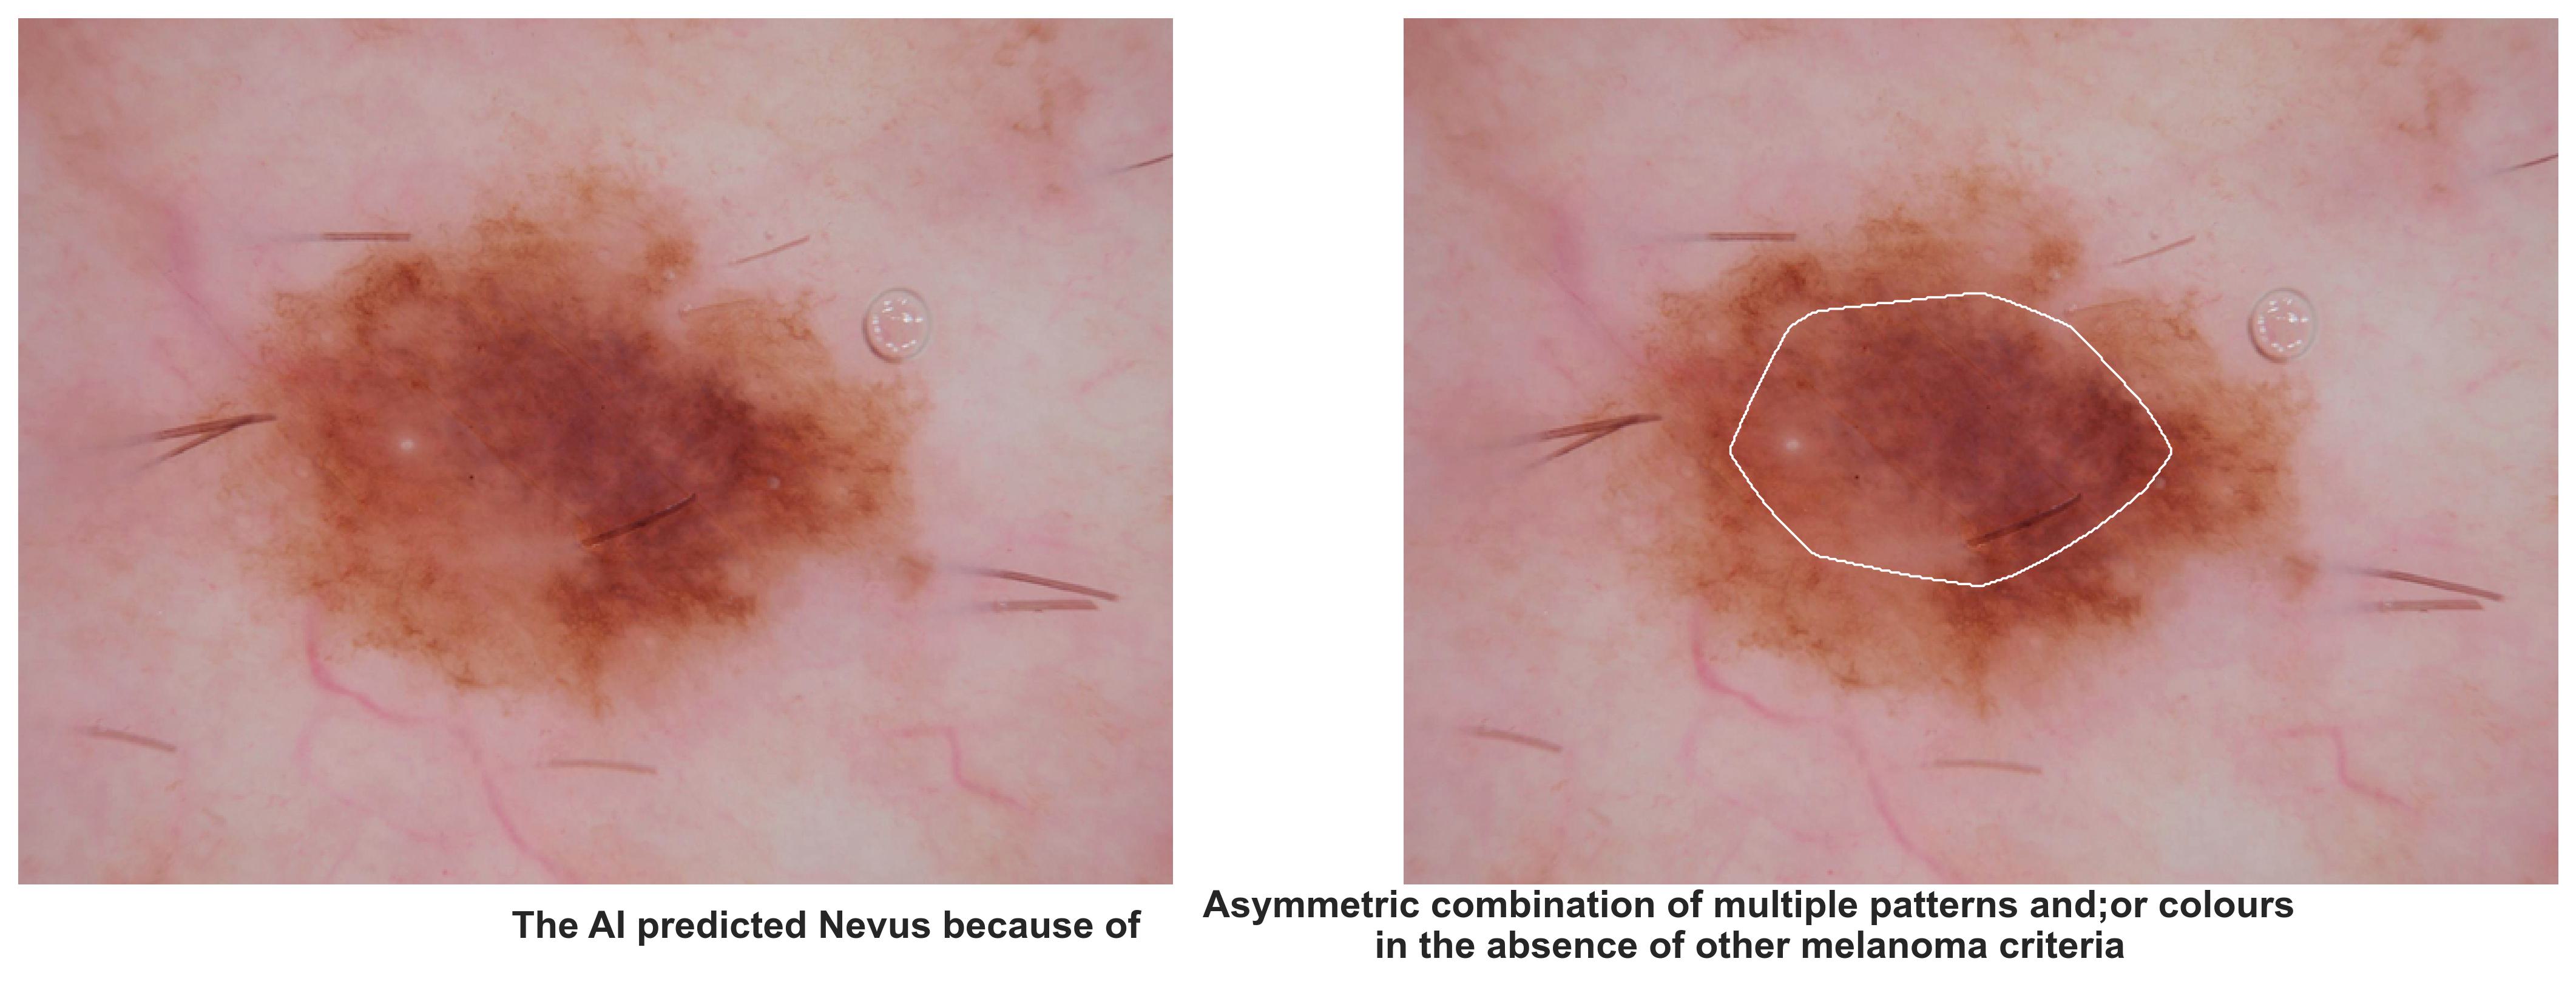 The AI predicted Nevus because of
Asymmetric combination of multiple patterns and;or colours
in the absence of other melanoma criteria